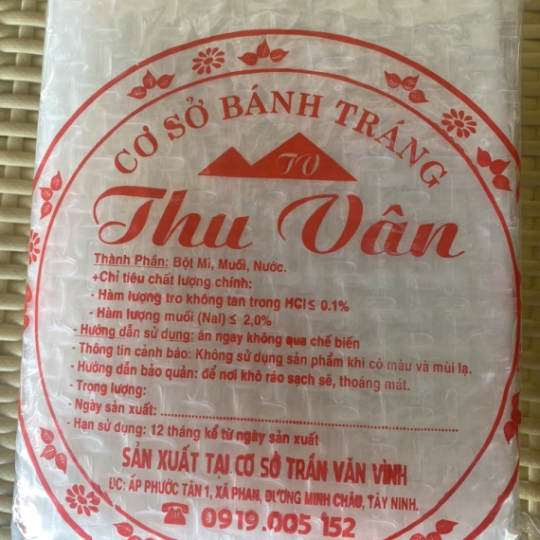 CƠ SỞ BÁNH TRÁNG
TV
Thu Vân
Thành Phần: Bột Mì, Muối, Nước.
+Chỉ tiêu chất lượng chính:
- Hàm lượng tro không tan trong HCl ≤ 0.1%
- Hàm lượng muối (Nal) ≤ 2,0%
- Hướng dẫn sử dụng: ăn ngay không qua chế biến
- Thông tin cảnh báo: Không sử dụng sản phẩm khi có màu và mùi lạ.
- Hướng dẫn bảo quản: để nơi khô ráo sạch sẽ, thoáng mát.
- Trọng lượng:
- Ngày sản xuất: ..........................................................
- Hạn sử dụng: 12 tháng kể từ ngày sản xuất
SẢN XUẤT TẠI CƠ SỞ TRẦN VĂN VÌNH
ĐC: ẤP PHƯỚC TÂN 1, XÃ PHAN, DƯƠNG MINH CHÂU, TÂY NINH.
☎ 0919.005 152